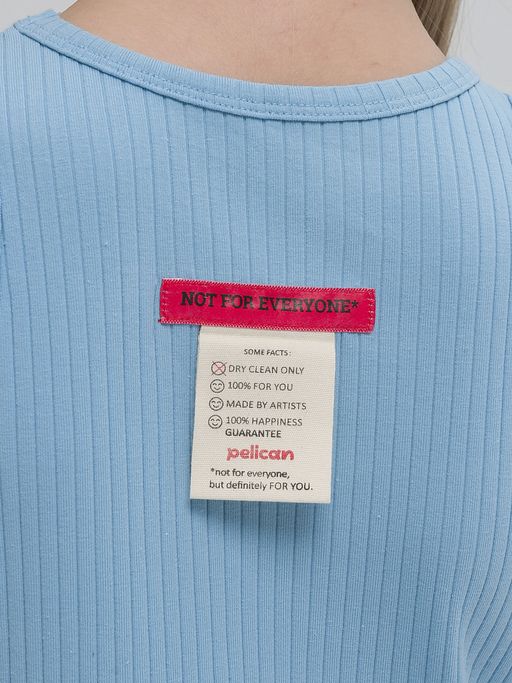 NOT FOR EVERYONE*
SOME FACTS:
DRY CLEAN ONLY
100% FOR YOU
MADE BY ARTISTS
100% HAPPINESS
GUARANTEE
pelican
*not for everyone,
but definitely FOR YOU.